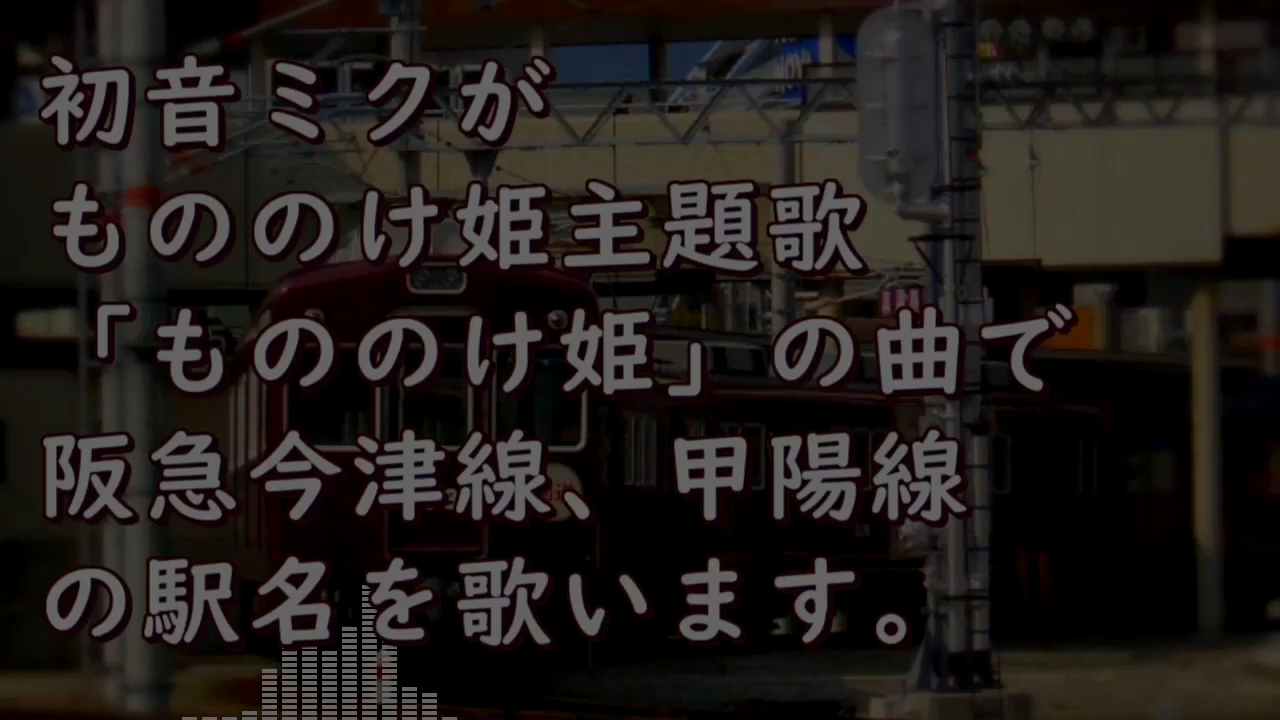 初音ミクが
もののけ姫主題歌
「もののけ姫」の曲で
阪急今津線、甲陽線
の駅名を歌います。